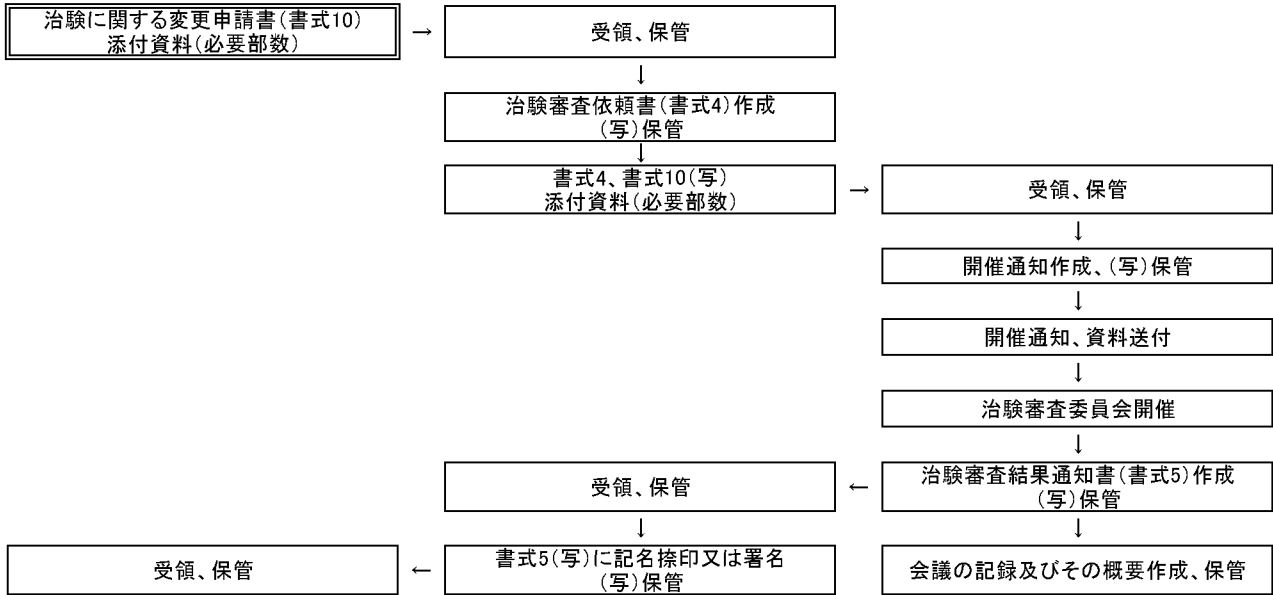 治験に関する変更申請書(書式10)
添付資料(必要部数)
→
受領、保管
↓
治験審査依頼書(書式4)作成
(写)保管
↓
書式4、書式10(写)
添付資料(必要部数)
→
受領、保管
↓
開催通知作成、(写)保管
↓
開催通知、資料送付
↓
治験審査委員会開催
↓
治験審査結果通知書(書式5)作成
(写)保管
←
受領、保管
↓
↓
会議の記録及びその概要作成、保管
書式5(写)に記名捺印又は署名
(写)保管
←
受領、保管